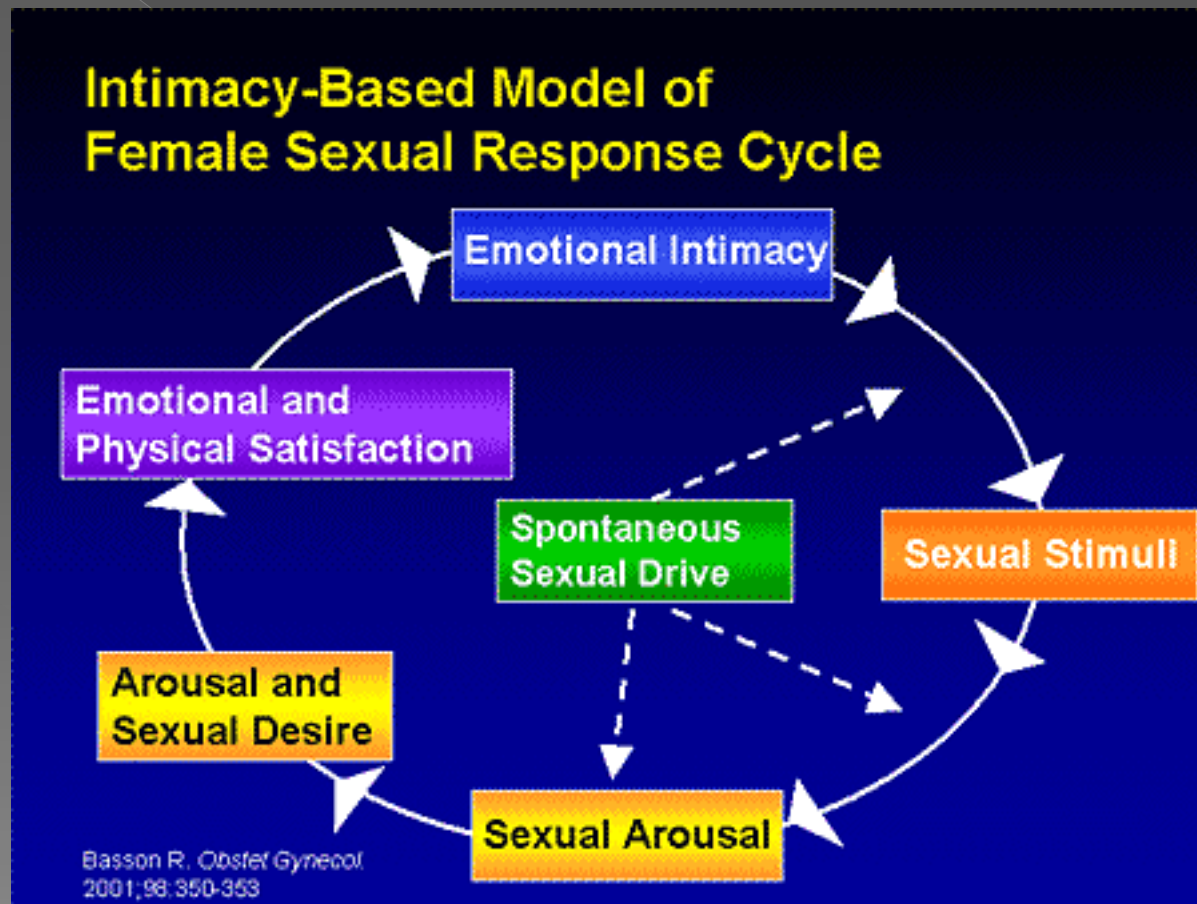 Intimacy-Based Model of
Female Sexual Response Cycle
Emotional Intimacy
Emotional and
Physical Satisfaction
Spontaneous
Sexual Drive
Sexual Stimuli
Arousal and
Sexual Desire
Sexual Arousal
Basson R. Obstet Gynecol.
2001;98:350-353